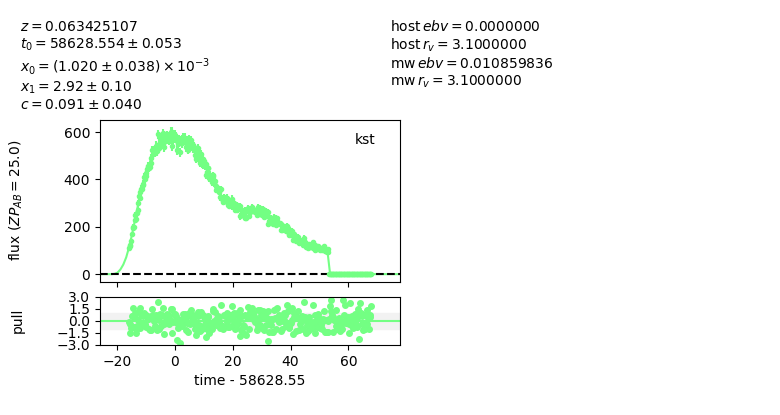 z = 0.063425107
t₀ = 58628.554 ± 0.053
x₀ = (1.020 ± 0.038) × 10⁻³
x₁ = 2.92 ± 0.10
c = 0.091 ± 0.040
host ebv = 0.0000000
host r_v = 3.1000000
mw ebv = 0.010859836
mw r_v = 3.1000000
flux (ZP_AB = 25.0)
600
400
200
0
kst
pull
3.0
1.5
0.0
−1.5
−3.0
−20 0 20 40 60
time - 58628.55